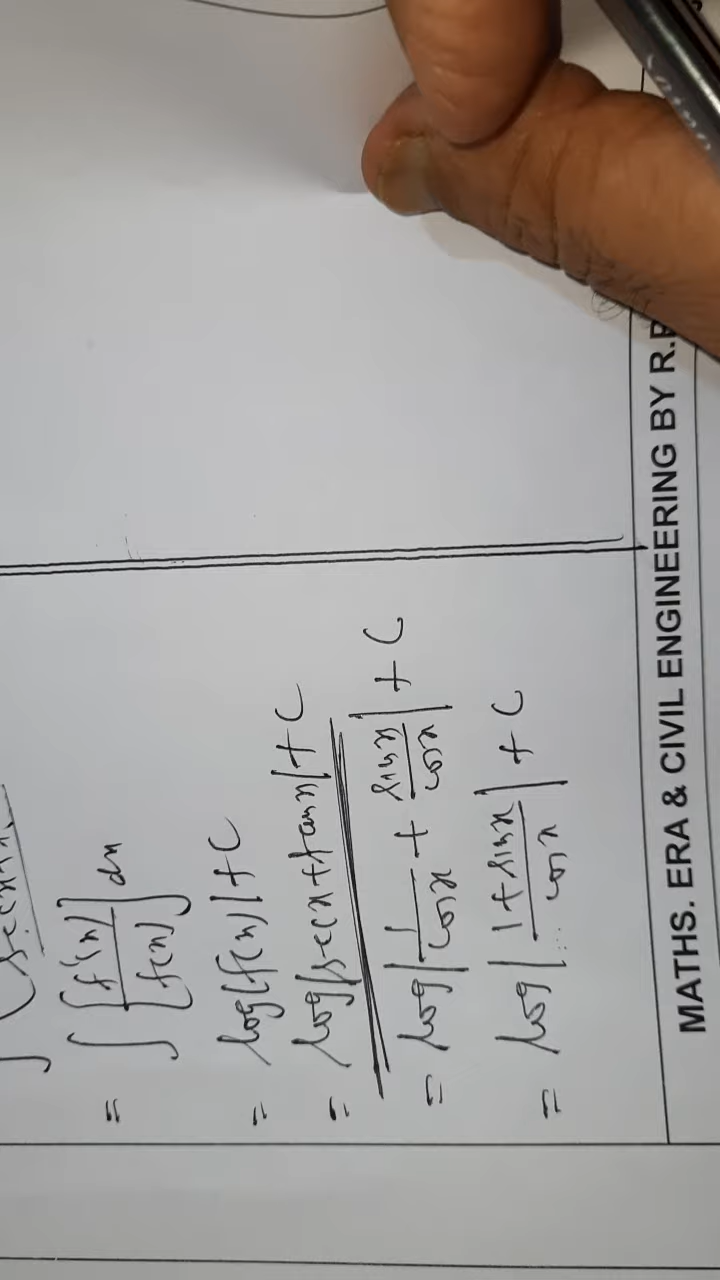 ∫ (secx+
= ∫ [f'(x)/f(x)] dx
= log|f(x)|+C
= log|secx+tanx|+C
= log|1/cosx + sinx/cosx| + C
= log|1+sinx/cosx| + C
MATHS. ERA & CIVIL ENGINEERING BY R.